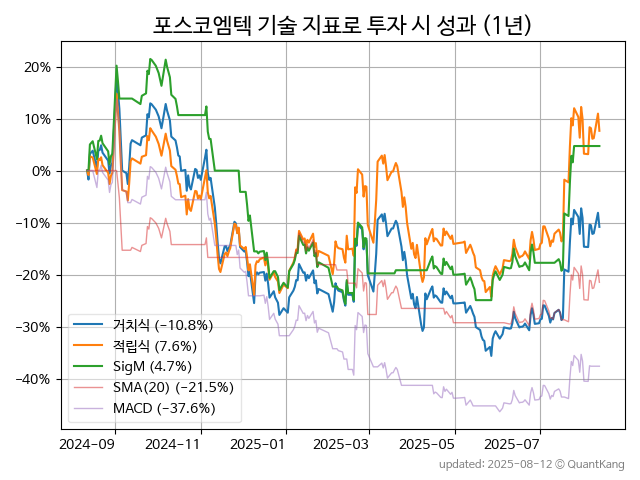 포스코엠텍 기술 지표로 투자 시 성과 (1년)
20%
10%
0%
−10%
−20%
−30%
−40%
거치식 (−10.8%)
적립식 (7.6%)
SigM (4.7%)
SMA(20) (−21.5%)
MACD (−37.6%)
2024-09 2024-11 2025-01 2025-03 2025-05 2025-07
updated: 2025-08-12 © QuantKang